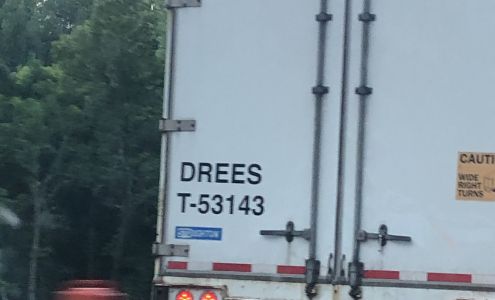 DREES
T-53143
CAUTI
WIDE
RIGHT
TURNS